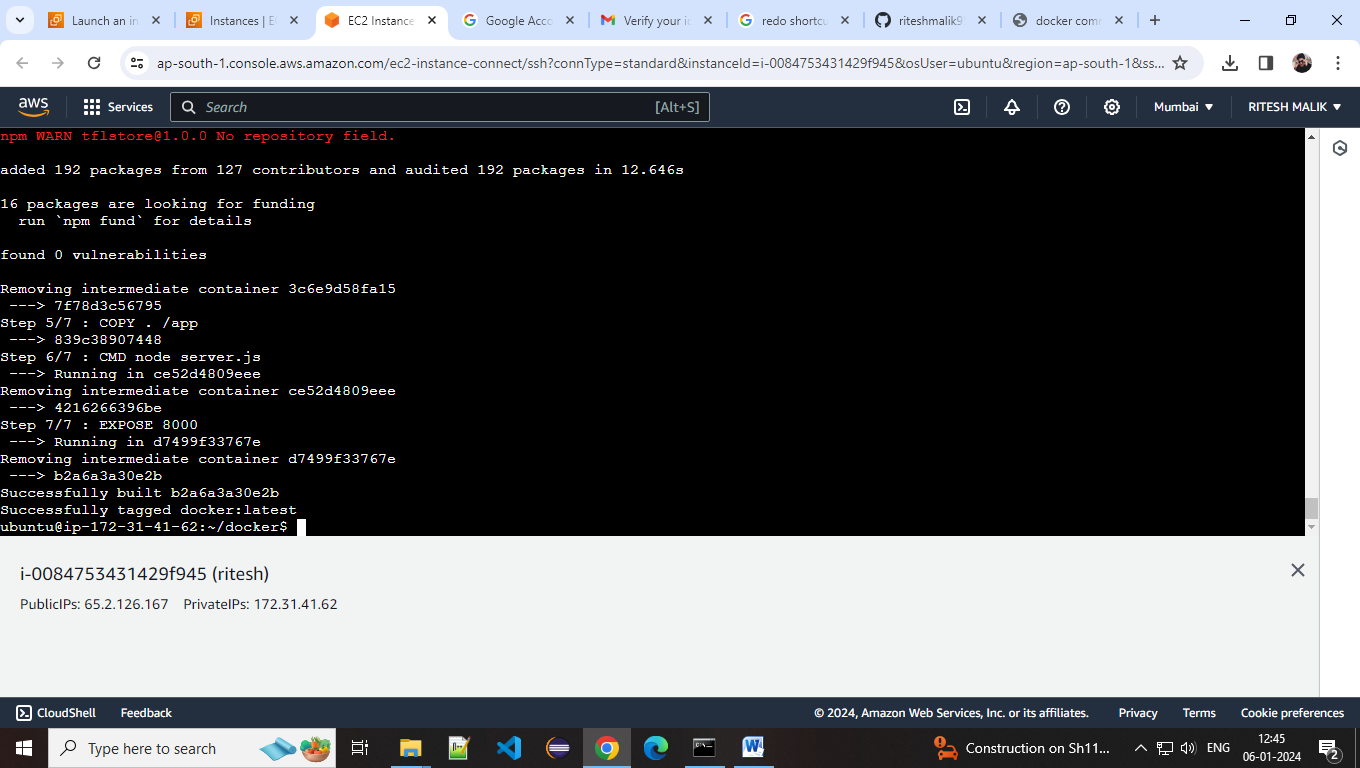 Launch an in
Instances | E
EC2 Instance
Google Acco
Verify your ic
redo shortcu
riteshmalik9
docker com
ap-south-1.console.aws.amazon.com/ec2-instance-connect/ssh?connType=standard&instanceId=i-0084753431429f945&osUser=ubuntu&region=ap-south-1&ss...
aws
Services
Search
[Alt+S]
Mumbai
RITESH MALIK
npm WARN tflstore@1.0.0 No repository field.
added 192 packages from 127 contributors and audited 192 packages in 12.646s
16 packages are looking for funding
run `npm fund` for details
found 0 vulnerabilities
Removing intermediate container 3c6e9d58fa15
---> 7f78d3c56795
Step 5/7 : COPY . /app
---> 839c38907448
Step 6/7 : CMD node server.js
---> Running in ce52d4809eee
Removing intermediate container ce52d4809eee
---> 4216266396be
Step 7/7 : EXPOSE 8000
---> Running in d7499f33767e
Removing intermediate container d7499f33767e
---> b2a6a3a30e2b
Successfully built b2a6a3a30e2b
Successfully tagged docker:latest
ubuntu@ip-172-31-41-62:~/docker$
i-0084753431429f945 (ritesh)
PublicIPs: 65.2.126.167 PrivateIPs: 172.31.41.62
CloudShell
Feedback
© 2024, Amazon Web Services, Inc. or its affiliates.
Privacy
Terms
Cookie preferences
Type here to search
Construction on Sh11...
ENG
12:45
06-01-2024
2